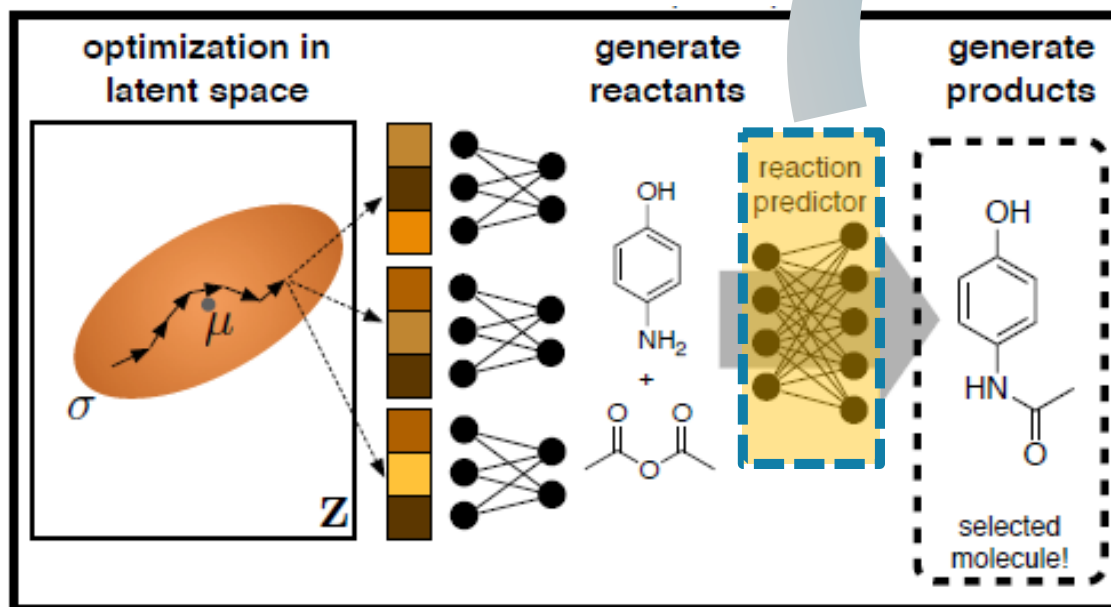 optimization in
latent space
generate
reactants
generate
products
μ
σ
Z
OH
NH2
+
O
O
O
reaction
predictor
OH
HN
O
selected
molecule!